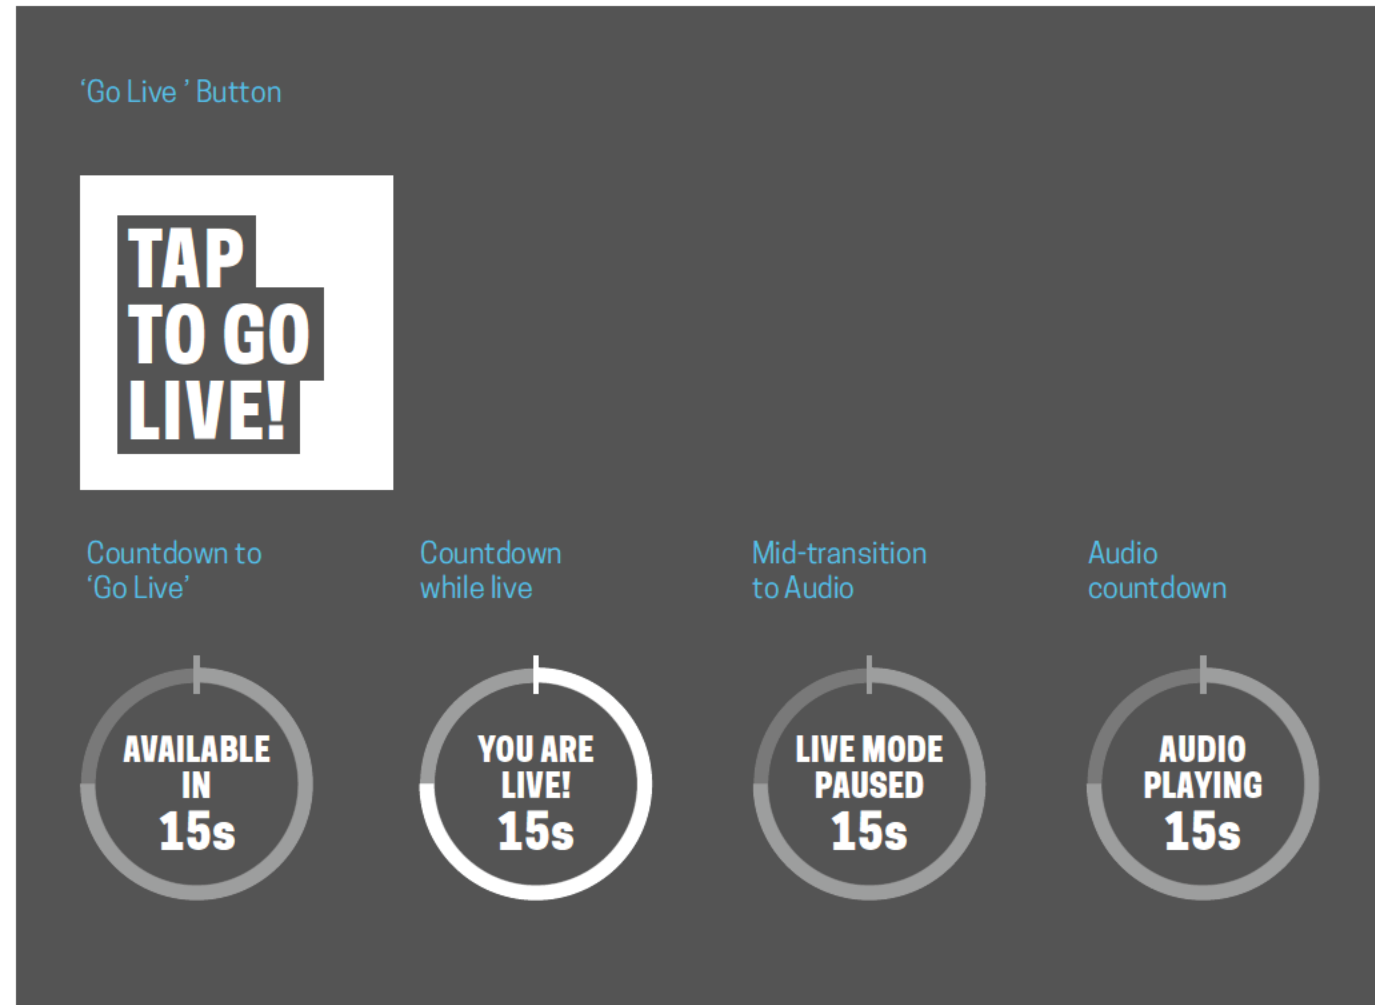 ‘Go Live ’ Button
TAP
TO GO
LIVE!
Countdown to
‘Go Live’
Countdown
while live
Mid-transition
to Audio
Audio
countdown
AVAILABLE
IN
15s
YOU ARE
LIVE!
15s
LIVE MODE
PAUSED
15s
AUDIO
PLAYING
15s